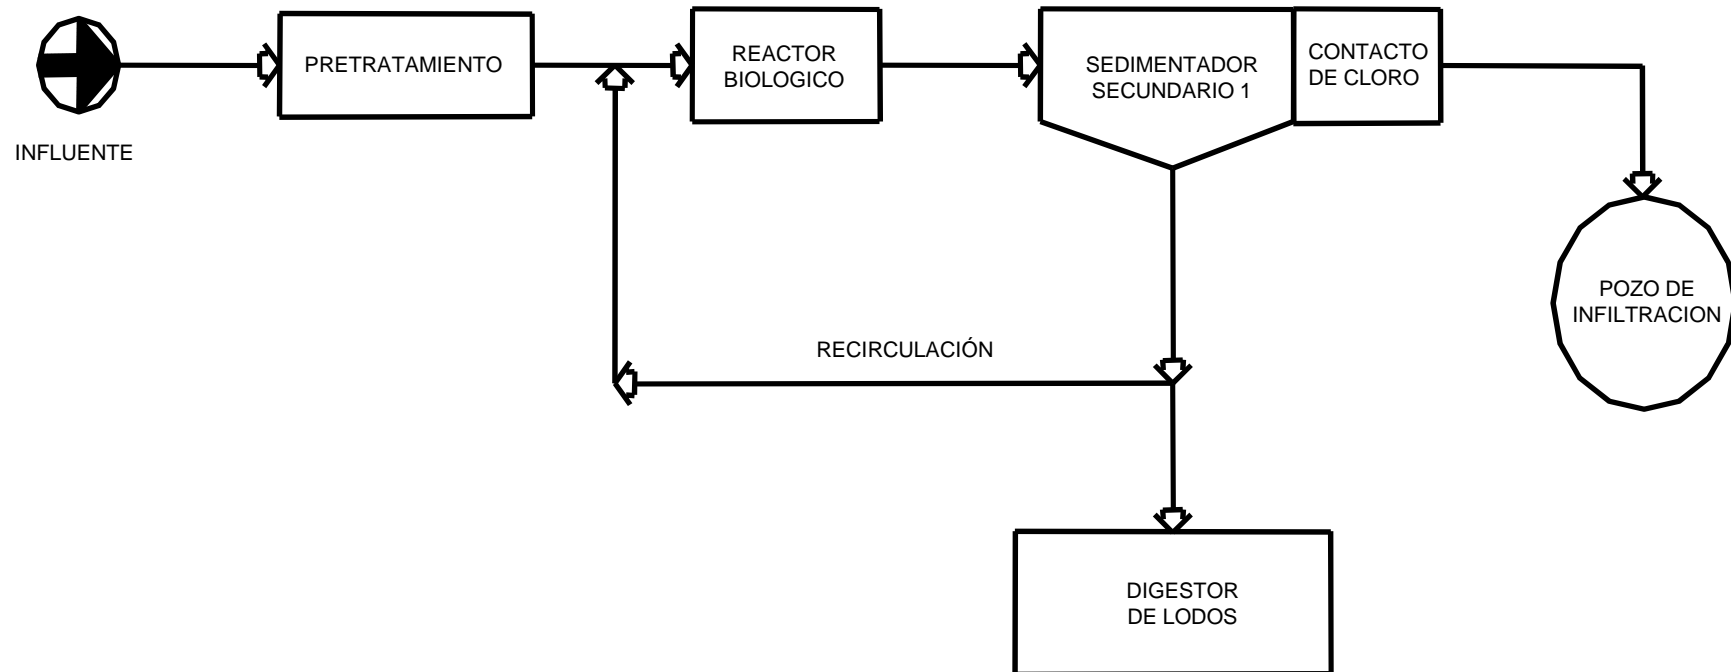 PRETRATAMIENTO
REACTOR
BIOLOGICO
SEDIMENTADOR
SECUNDARIO 1
CONTACTO
DE CLORO
INFLUENTE
POZO DE
INFILTRACION
RECIRCULACIÓN
DIGESTOR
DE LODOS